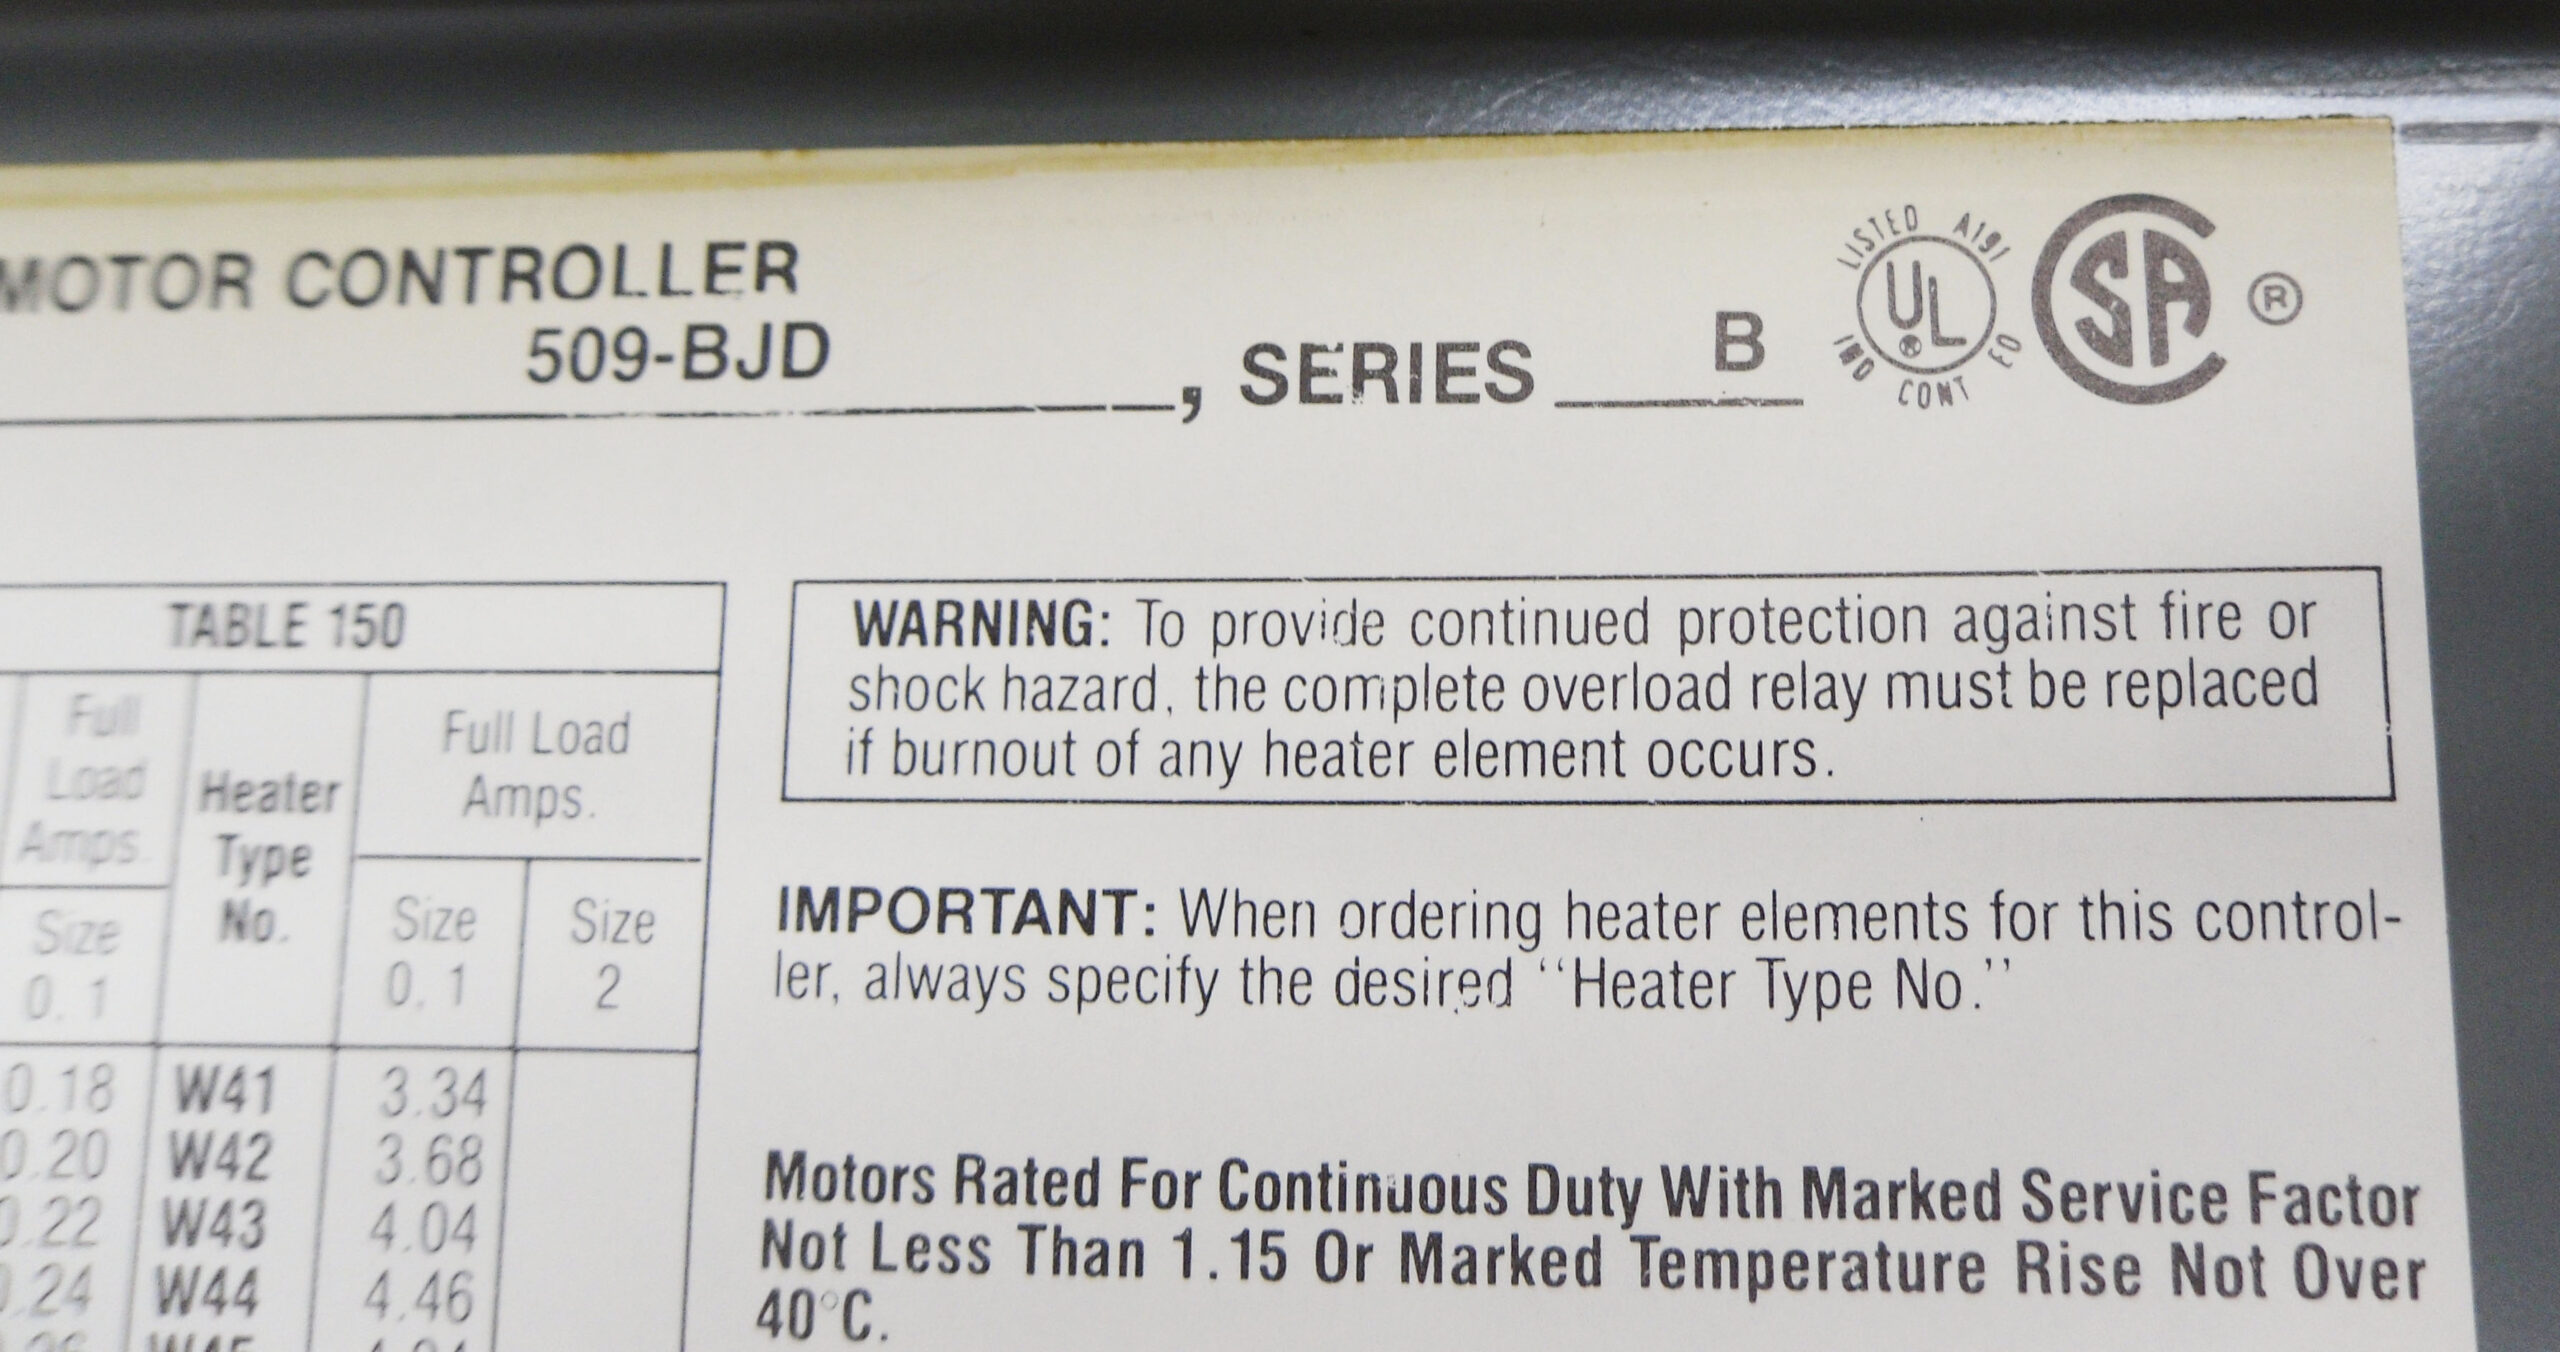 MOTOR CONTROLLER
509-BJD , SERIES B
LISTED A191
UL ®
IND CONT EQ
CSA ®
TABLE 150
Full Load Amps. Heater Type No. Full Load Amps.
Size 0, 1 Size 0, 1 Size 2
0.18 W41 3.34
0.20 W42 3.68
0.22 W43 4.04
.24 W44 4.46
W45
WARNING: To provide continued protection against fire or
shock hazard, the complete overload relay must be replaced
if burnout of any heater element occurs.
IMPORTANT: When ordering heater elements for this control-
ler, always specify the desired “Heater Type No.”
Motors Rated For Continuous Duty With Marked Service Factor
Not Less Than 1.15 Or Marked Temperature Rise Not Over
40°C.